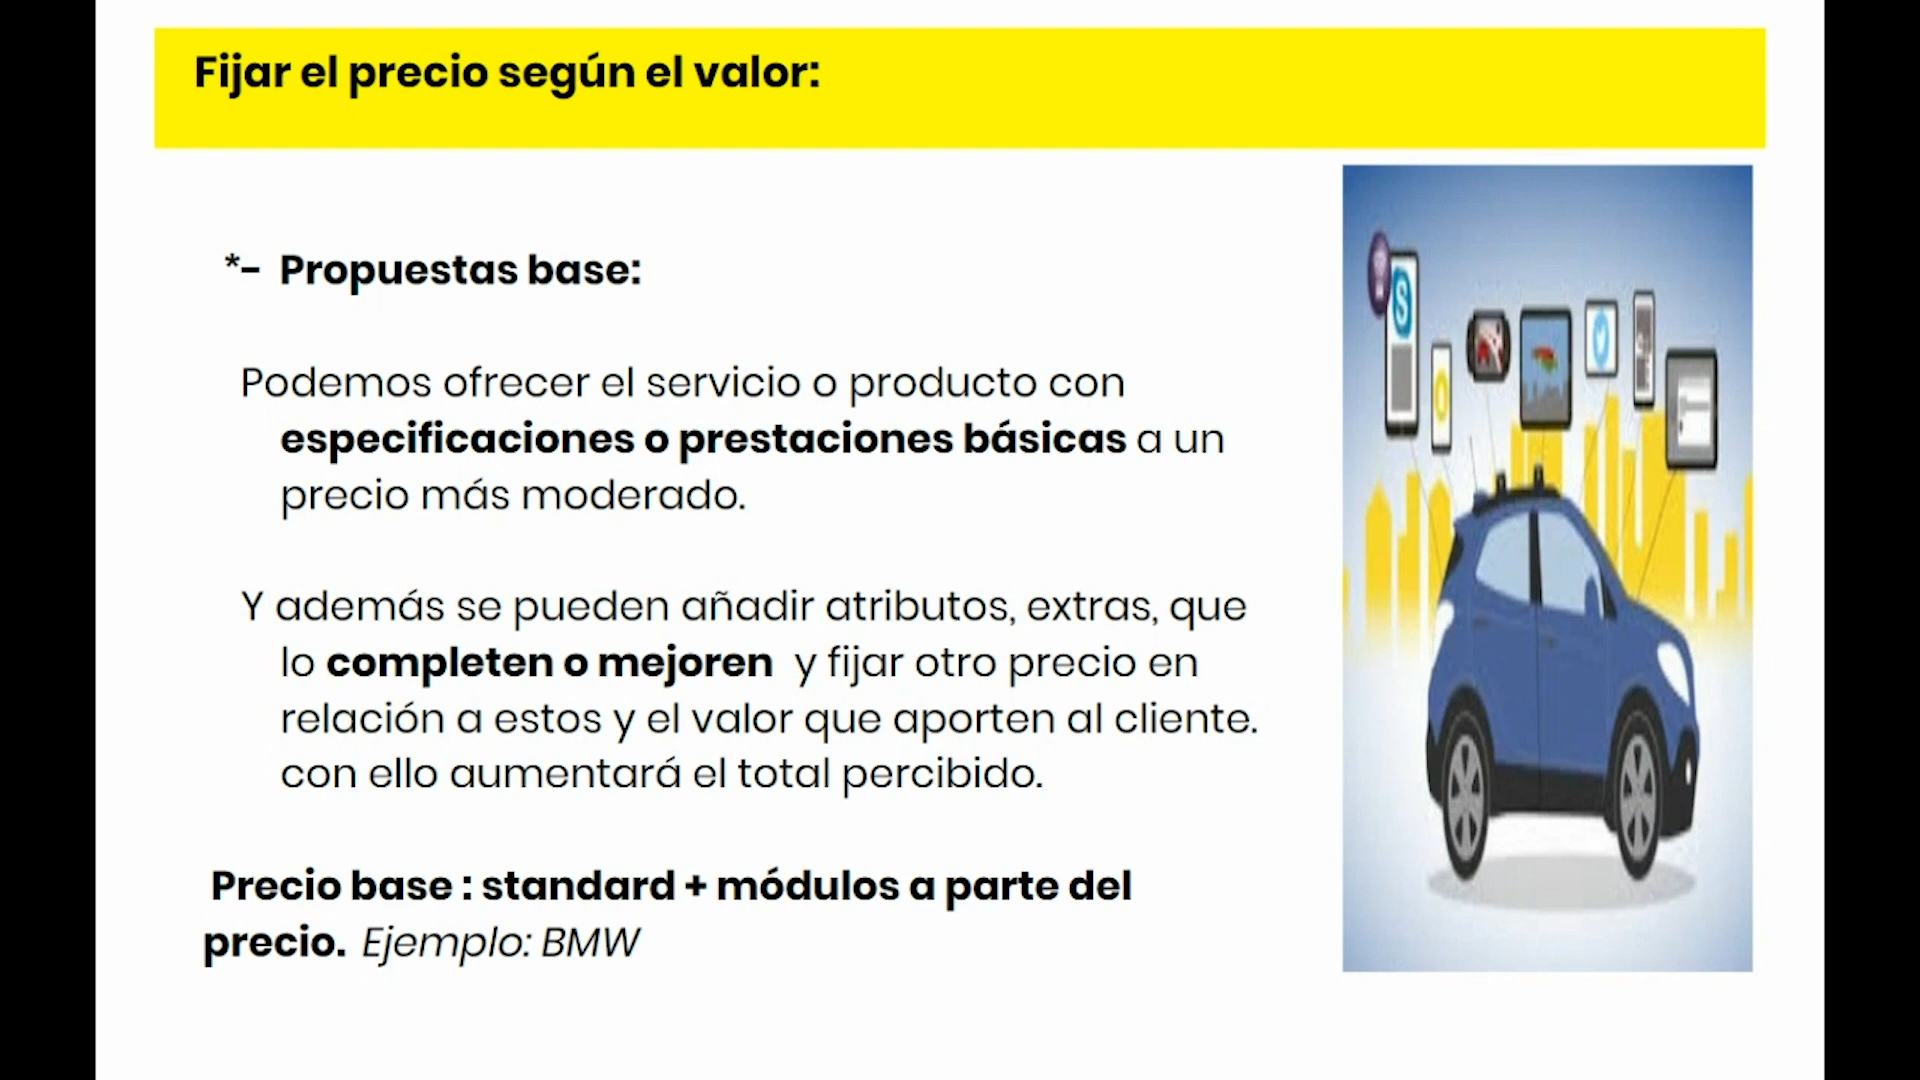 Fijar el precio según el valor:
*- Propuestas base:
Podemos ofrecer el servicio o producto con
especificaciones o prestaciones básicas a un
precio más moderado.
Y además se pueden añadir atributos, extras, que
lo completen o mejoren y fijar otro precio en
relación a estos y el valor que aporten al cliente.
con ello aumentará el total percibido.
Precio base : standard + módulos a parte del
precio. Ejemplo: BMW